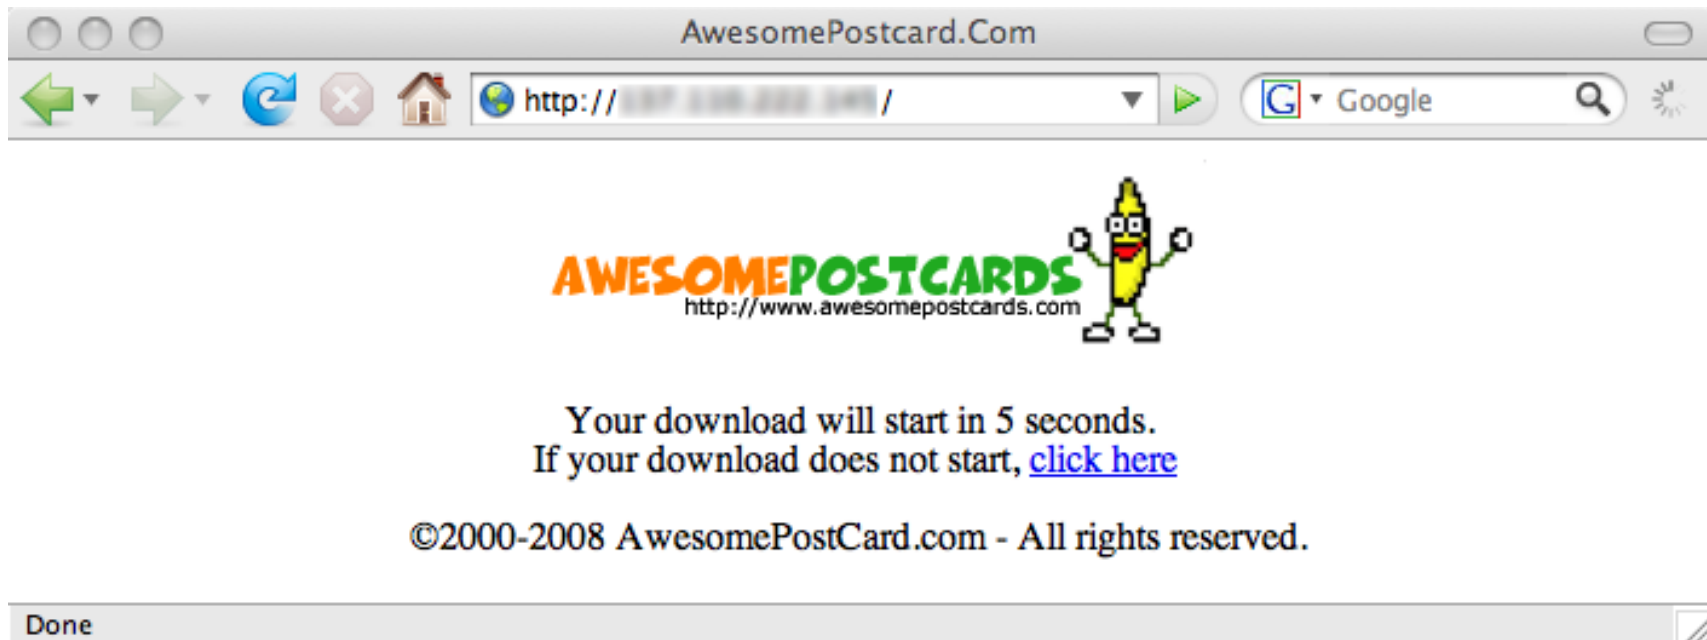 AwesomePostcard.Com
http:// /
Google
AWESOMEPOSTCARDS
http://www.awesomepostcards.com
Your download will start in 5 seconds.
If your download does not start, click here
©2000-2008 AwesomePostCard.com - All rights reserved.
Done